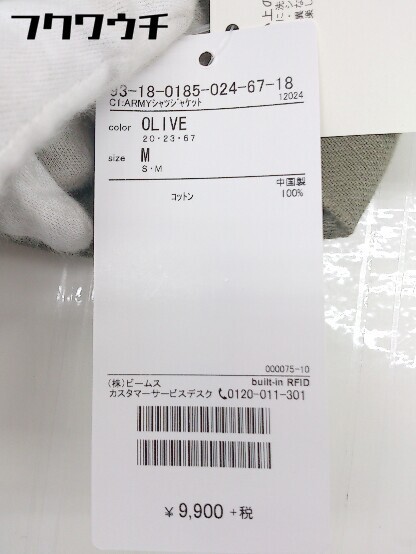 フクワウチ
93-18-0185-024-67-18
CI:ARMYシャツジャケット 12024
color OLIVE
20・23・67
size M
S・M
中国製
コットン 100%
000075-10
(株)ビームス built-in RFID
カスタマーサービスデスク 0120-011-301
¥9,900 +税